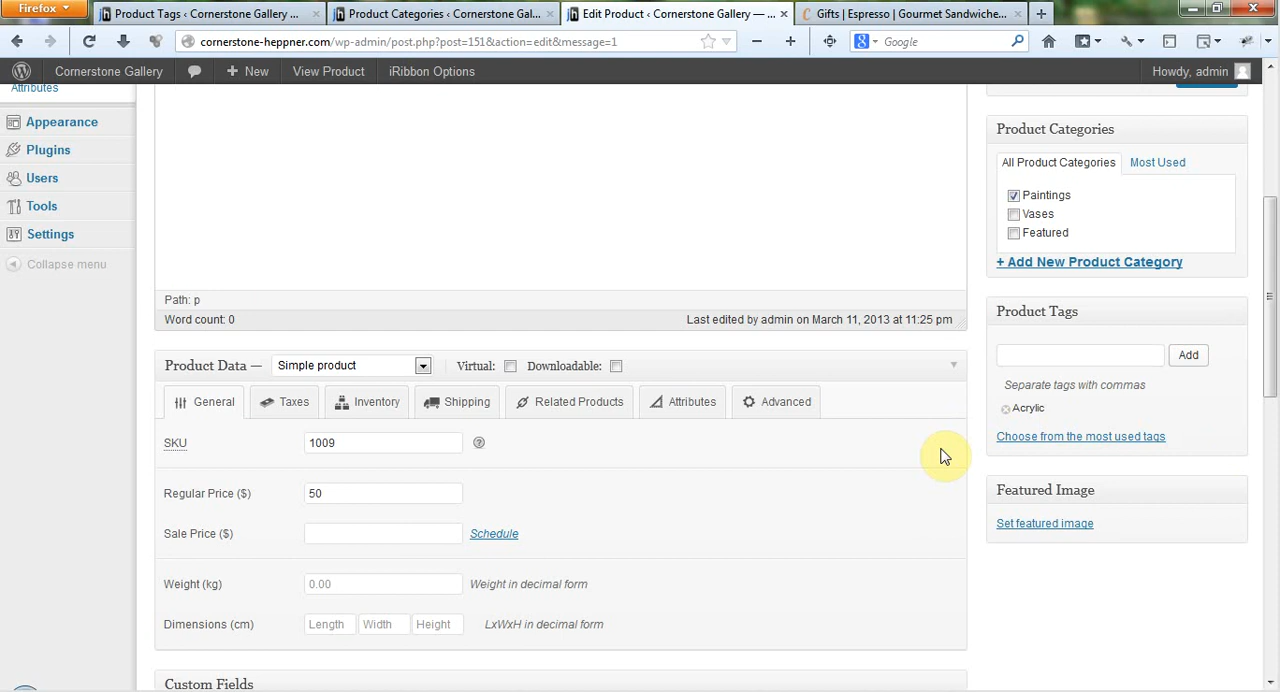 Firefox
Product Tags ‹ Cornerstone Gallery ...
Product Categories ‹ Cornerstone Gal...
Edit Product ‹ Cornerstone Gallery — ...
Gifts | Espresso | Gourmet Sandwiche...
cornerstone-heppner.com/wp-admin/post.php?post=151&action=edit&message=1
Google
Cornerstone Gallery
New
View Product
iRibbon Options
Howdy, admin
Attributes
Appearance
Plugins
Users
Tools
Settings
Collapse menu
Path: p
Word count: 0
Last edited by admin on March 11, 2013 at 11:25 pm
Product Data —
Simple product
Virtual:
Downloadable:
General
Taxes
Inventory
Shipping
Related Products
Attributes
Advanced
SKU
1009
Regular Price ($)
50
Sale Price ($)
Schedule
Weight (kg)
0.00
Weight in decimal form
Dimensions (cm)
Length
Width
Height
LxWxH in decimal form
Custom Fields
Product Categories
All Product Categories
Most Used
Paintings
Vases
Featured
+ Add New Product Category
Product Tags
Add
Separate tags with commas
Acrylic
Choose from the most used tags
Featured Image
Set featured image